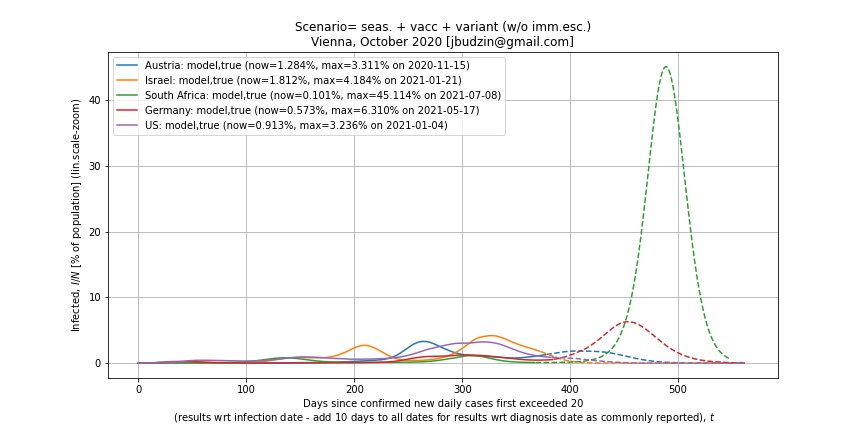 Scenario= seas. + vacc + variant (w/o imm.esc.)
Vienna, October 2020 [jbudzin@gmail.com]
Austria: model,true (now=1.284%, max=3.311% on 2020-11-15)
Israel: model,true (now=1.812%, max=4.184% on 2021-01-21)
South Africa: model,true (now=0.101%, max=45.114% on 2021-07-08)
Germany: model,true (now=0.573%, max=6.310% on 2021-05-17)
US: model,true (now=0.913%, max=3.236% on 2021-01-04)
Infected, I/N [% of population] (lin.scale-zoom)
40
30
20
10
0
0 100 200 300 400 500
Days since confirmed new daily cases first exceeded 20
(results wrt infection date - add 10 days to all dates for results wrt diagnosis date as commonly reported), t